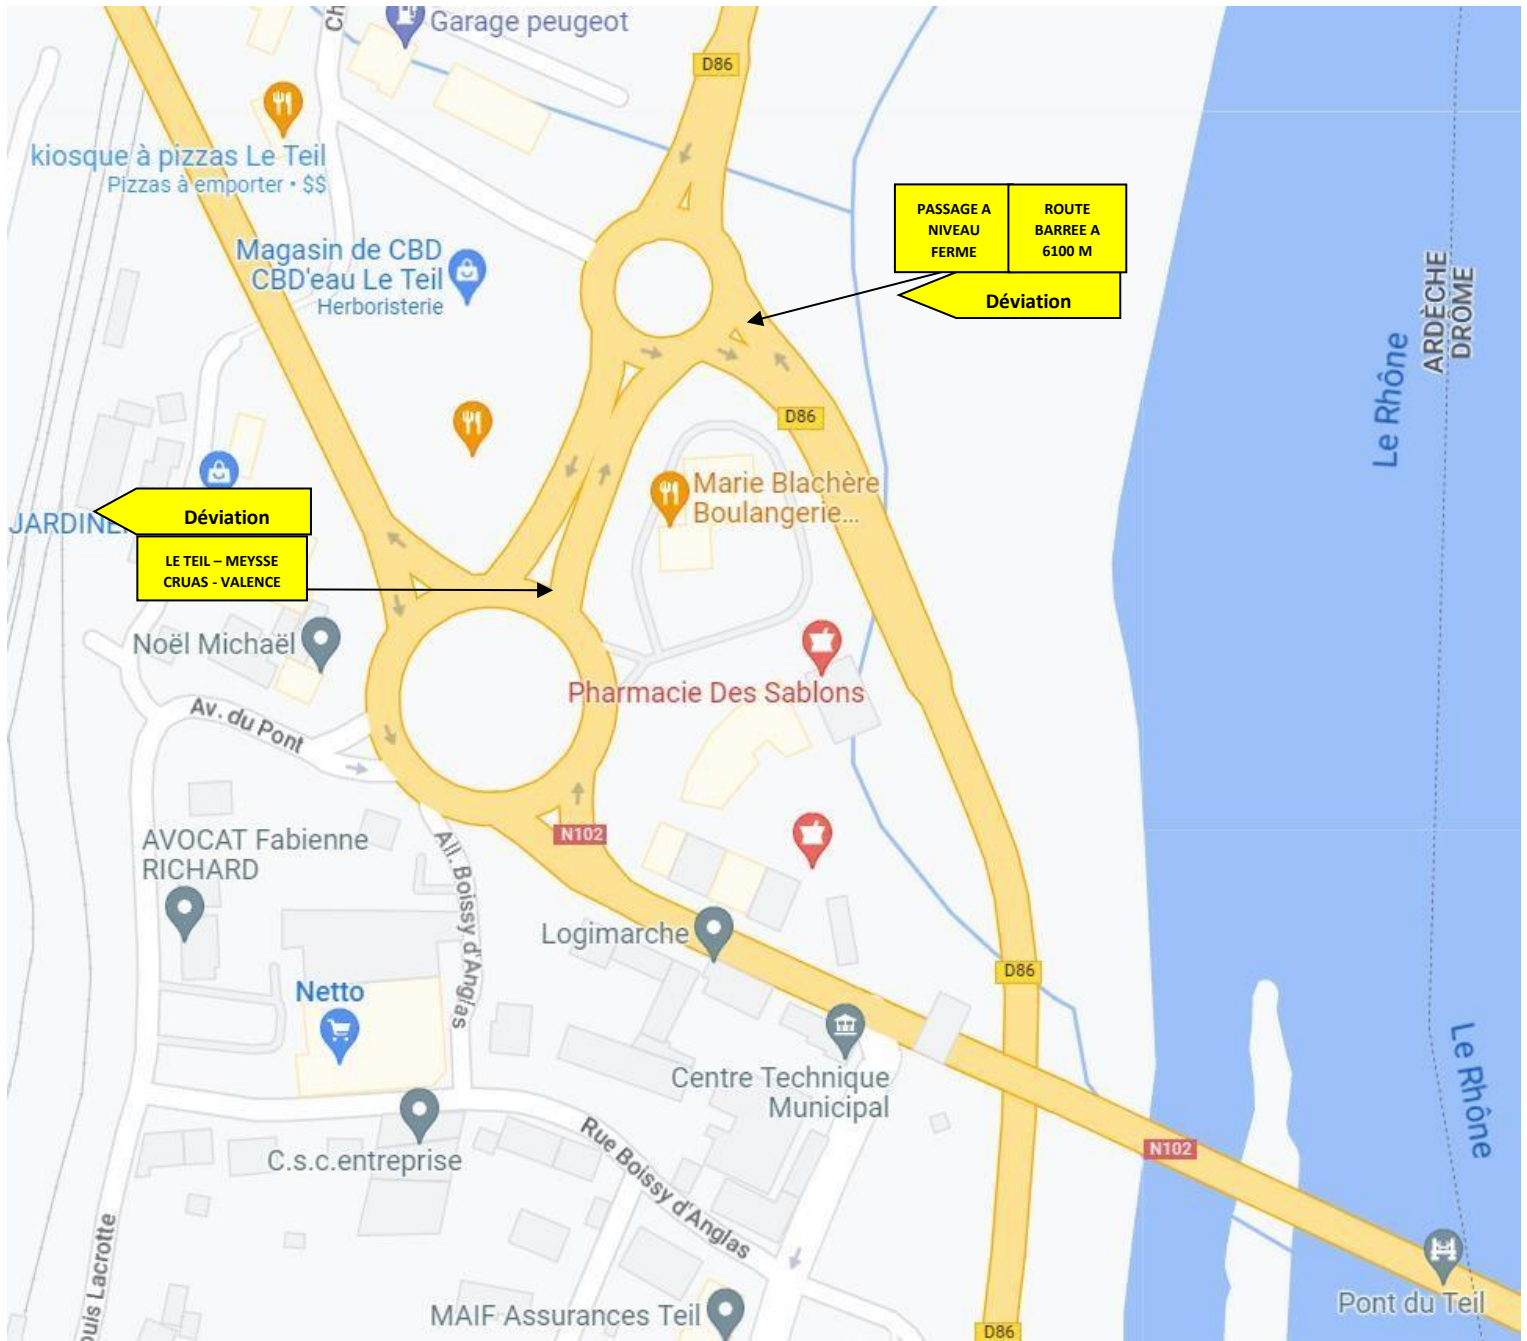 Garage peugeot
Ch
D86
kiosque à pizzas Le Teil
Pizzas à emporter • $$
PASSAGE A
NIVEAU
FERME
ROUTE
BARREE A
6100 M
Déviation
Magasin de CBD
CBD'eau Le Teil
Herboristerie
ARDÈCHE
DRÔME
Le Rhône
D86
Marie Blachère
Boulangerie...
JARDINE
Déviation
LE TEIL – MEYSSE
CRUAS - VALENCE
Noël Michaël
Pharmacie Des Sablons
Av. du Pont
N102
AVOCAT Fabienne
RICHARD
All. Boissy d'Anglas
Logimarche
D86
Netto
Centre Technique
Municipal
Le Rhône
C.s.c.entreprise
Rue Boissy d'Anglas
N102
ouis Lacrotte
MAIF Assurances Teil
Pont du Teil
D86